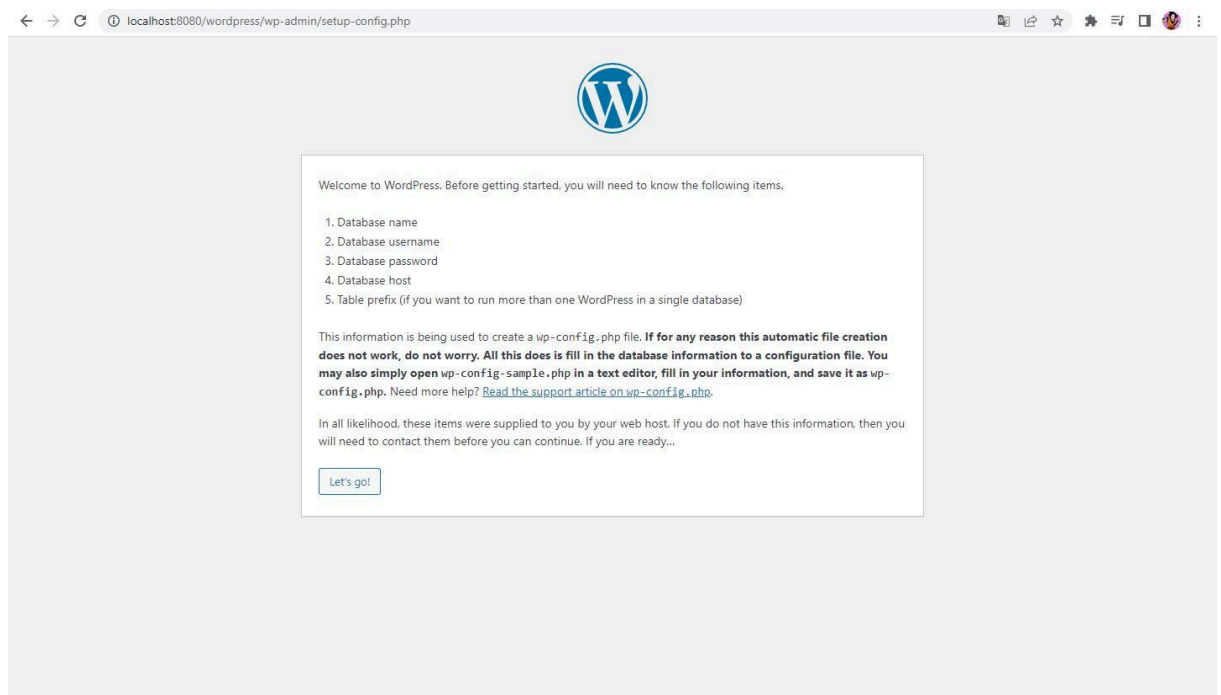 localhost:8080/wordpress/wp-admin/setup-config.php
Welcome to WordPress. Before getting started, you will need to know the following items.
1. Database name
2. Database username
3. Database password
4. Database host
5. Table prefix (if you want to run more than one WordPress in a single database)
This information is being used to create a wp-config.php file. If for any reason this automatic file creation
does not work, do not worry. All this does is fill in the database information to a configuration file. You
may also simply open wp-config-sample.php in a text editor, fill in your information, and save it as wp-
config.php. Need more help? Read the support article on wp-config.php.
In all likelihood, these items were supplied to you by your web host. If you do not have this information, then you
will need to contact them before you can continue. If you are ready...
Let's go!